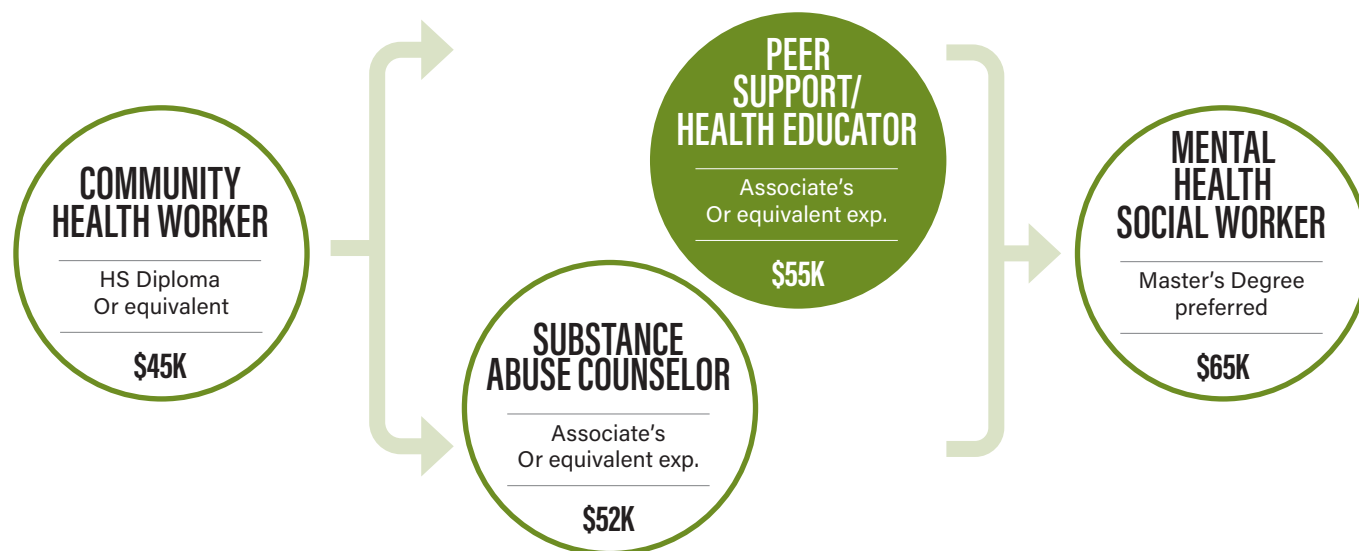 COMMUNITY
HEALTH WORKER
HS Diploma
Or equivalent
$45K
PEER
SUPPORT/
HEALTH EDUCATOR
Associate's
Or equivalent exp.
$55K
SUBSTANCE
ABUSE COUNSELOR
Associate's
Or equivalent exp.
$52K
MENTAL
HEALTH
SOCIAL WORKER
Master's Degree
preferred
$65K